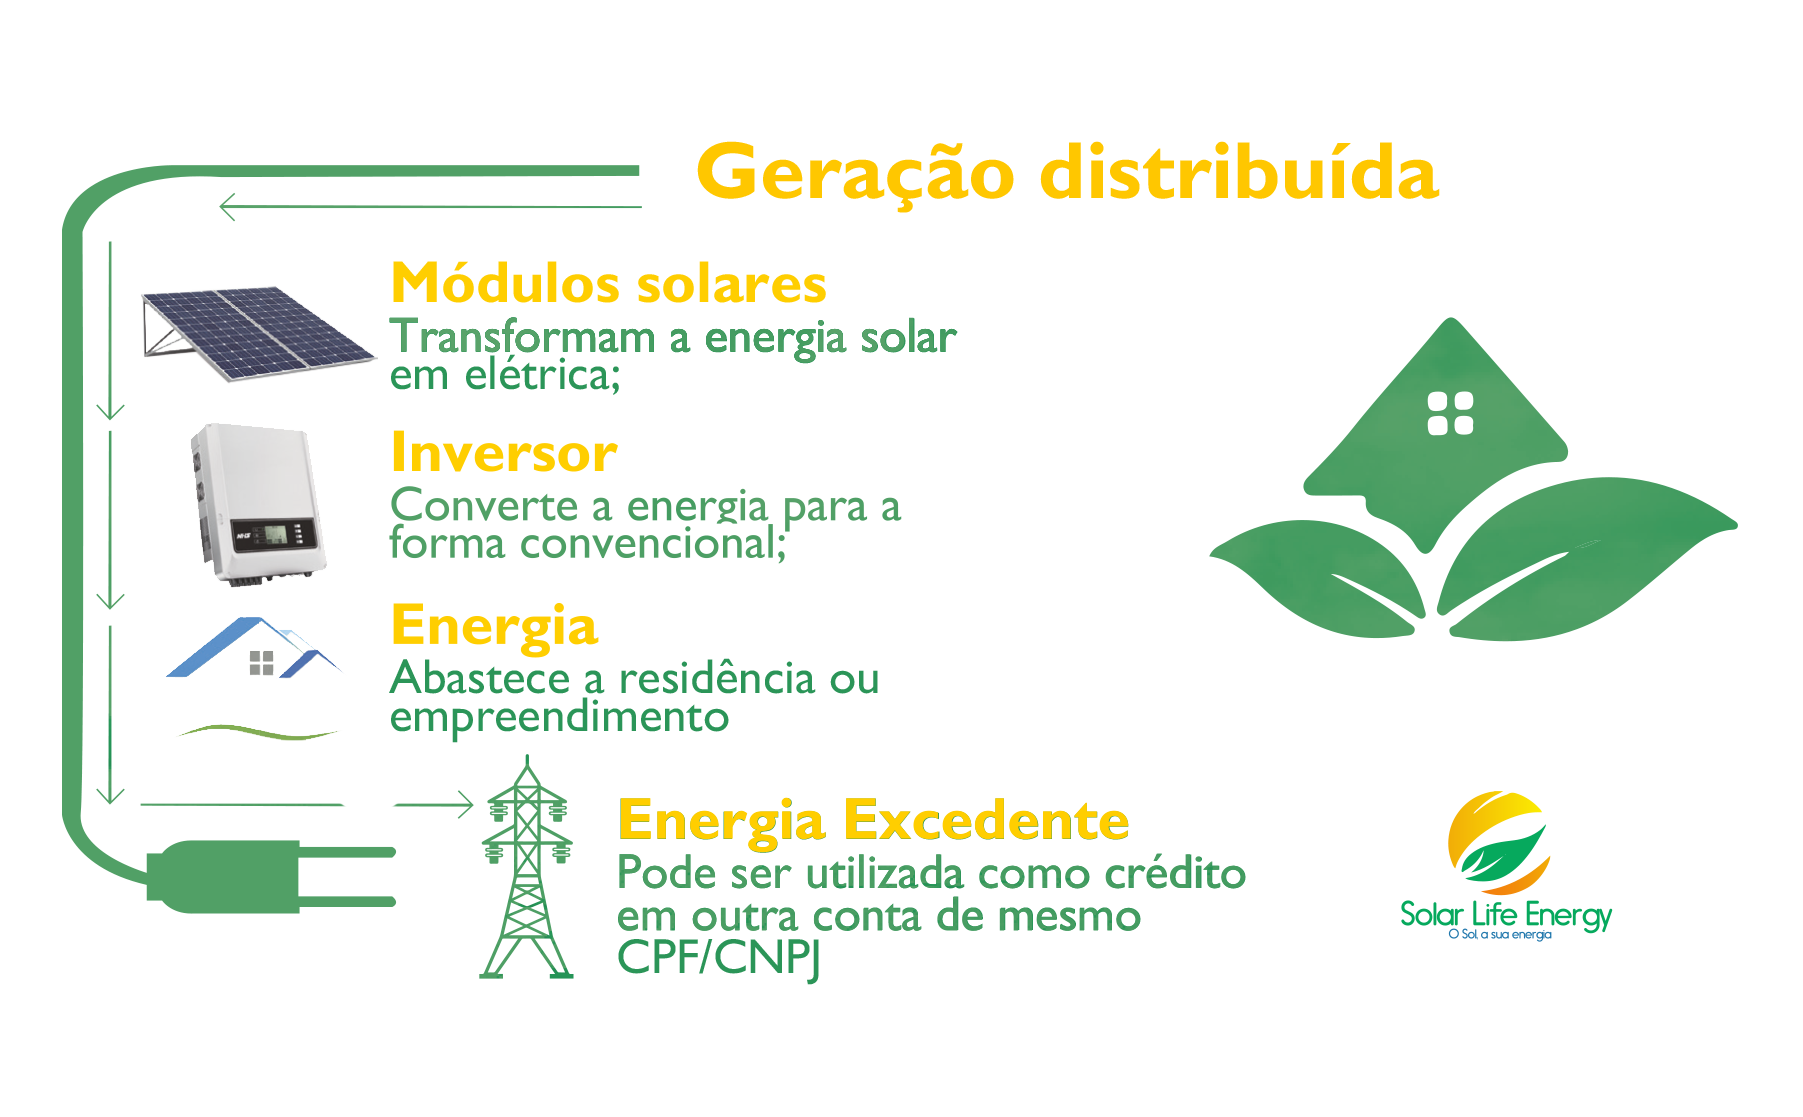 Geração distribuída
Módulos solares
Transformam a energia solar
em elétrica;
Inversor
Converte a energia para a
forma convencional;
Energia
Abastece a residência ou
empreendimento
Energia Excedente
Pode ser utilizada como crédito
em outra conta de mesmo
CPF/CNPJ
Solar Life Energy
O Sol, a sua energia